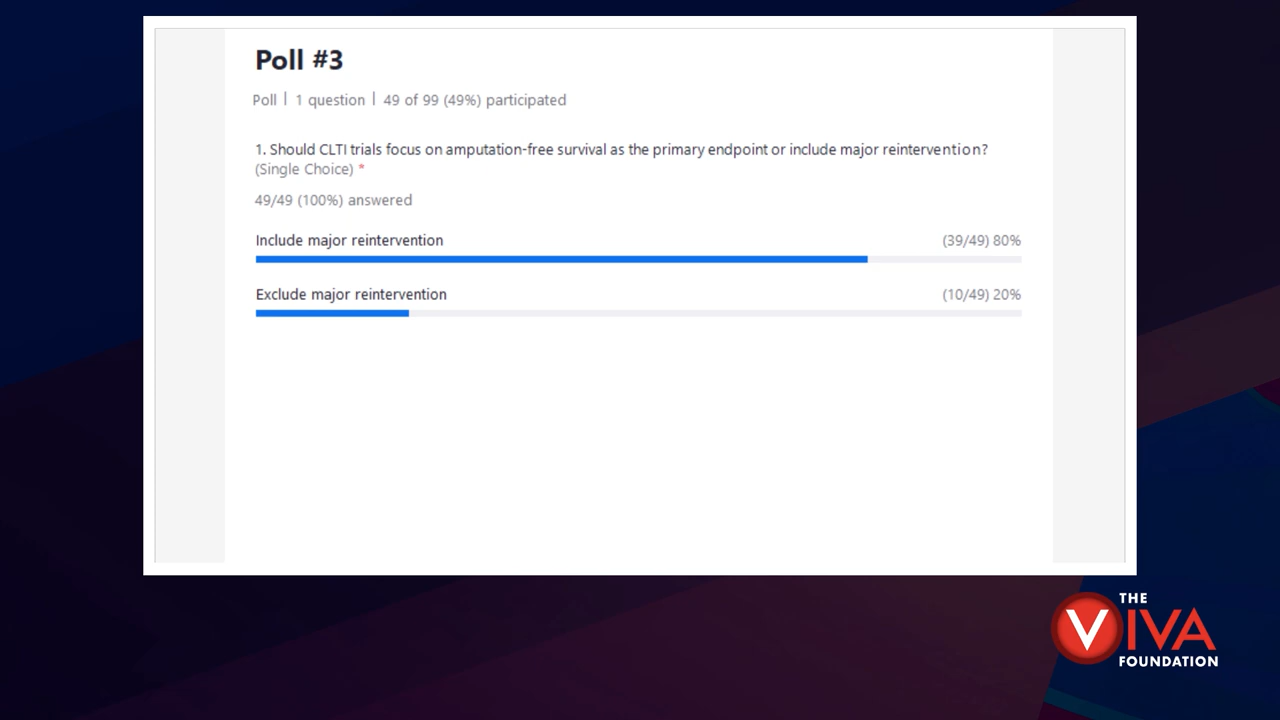 Poll #3
Poll | 1 question | 49 of 99 (49%) participated
1. Should CLTI trials focus on amputation-free survival as the primary endpoint or include major reintervention?
(Single Choice) *
49/49 (100%) answered
Include major reintervention (39/49) 80%
Exclude major reintervention (10/49) 20%
THE
VIVA
FOUNDATION